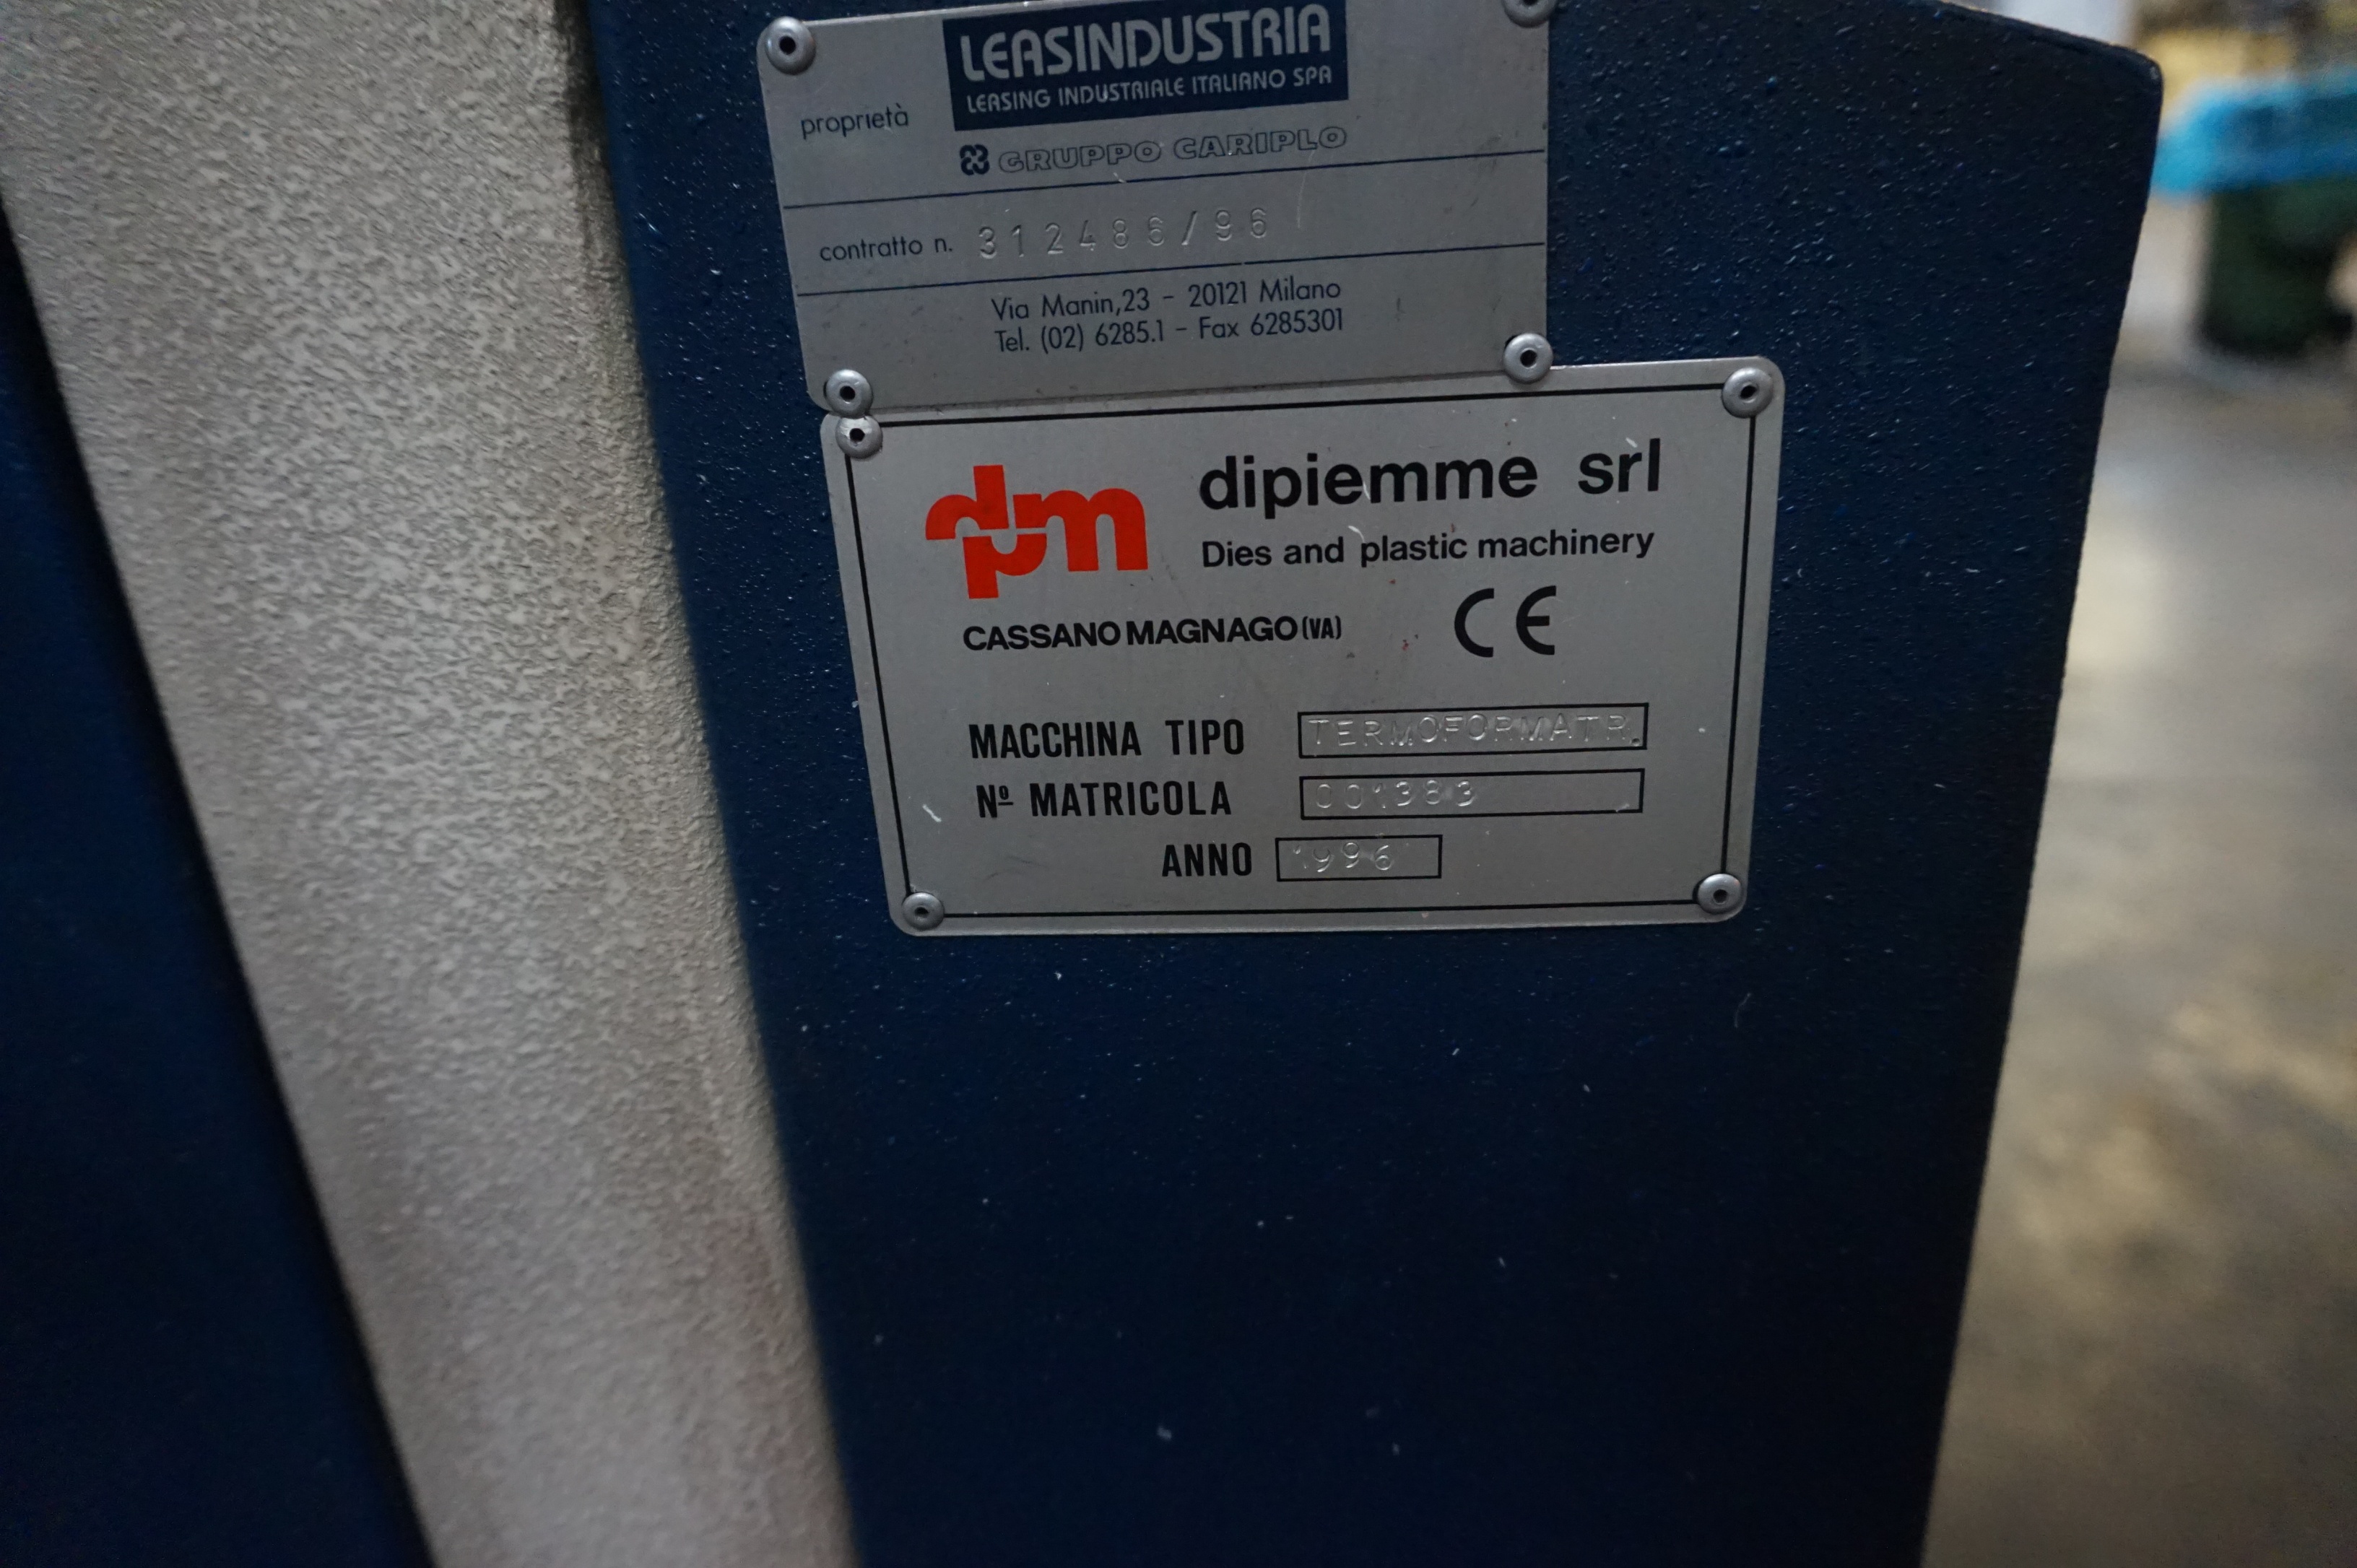 LEASINDUSTRIA
LEASING INDUSTRIALE ITALIANO SPA
proprietà
GRUPPO CARIPLO
contratto n. 312486/96
Via Manin,23 - 20121 Milano
Tel. (02) 6285.1 - Fax 6285301
dpm
dipiemme srl
Dies and plastic machinery
CASSANO MAGNAGO (VA)
CE
MACCHINA TIPO TERMOFORMATR.
Nº MATRICOLA 001383
ANNO 1996